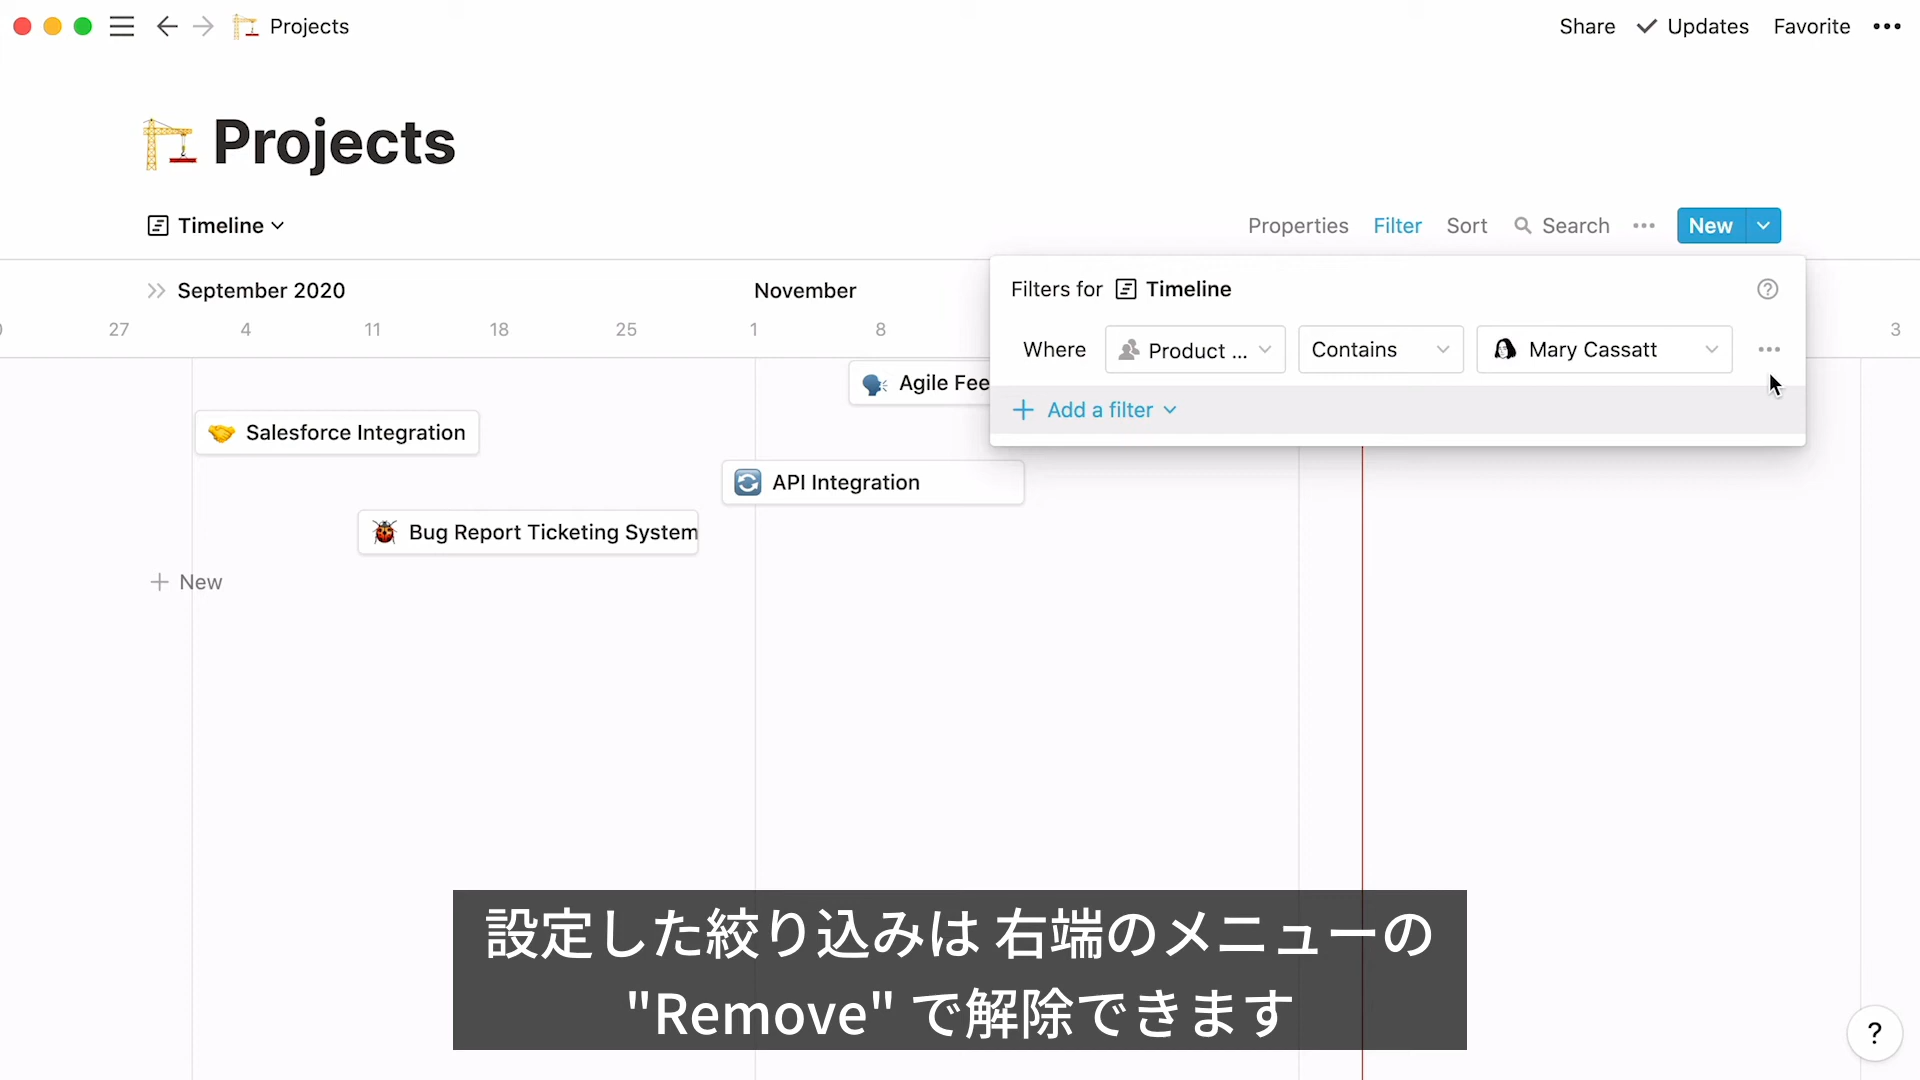 Projects
Share Updates Favorite
Projects
Timeline
Properties Filter Sort Search New
September 2020 November
27 4 11 18 25 1 8 3
Filters for Timeline
Where Product ... Contains Mary Cassatt
Add a filter
Agile Fee
Salesforce Integration
API Integration
Bug Report Ticketing System
New
設定した絞り込みは 右端のメニューの
"Remove" で解除できます
?